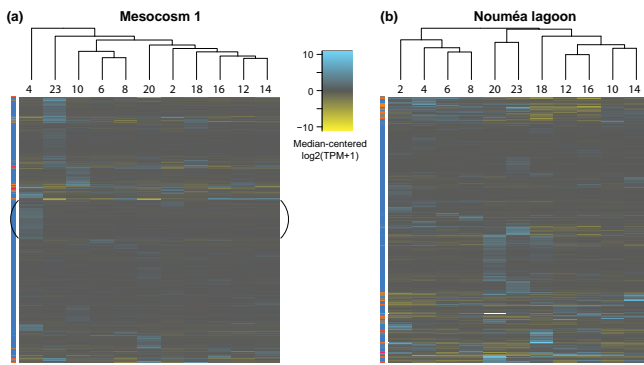 (a) Mesocosm 1
4 23 10 6 8 20 2 18 16 12 14
10
0
−10
Median-centered
log2(TPM+1)
(b) Nouméa lagoon
2 4 6 8 20 23 18 12 16 10 14